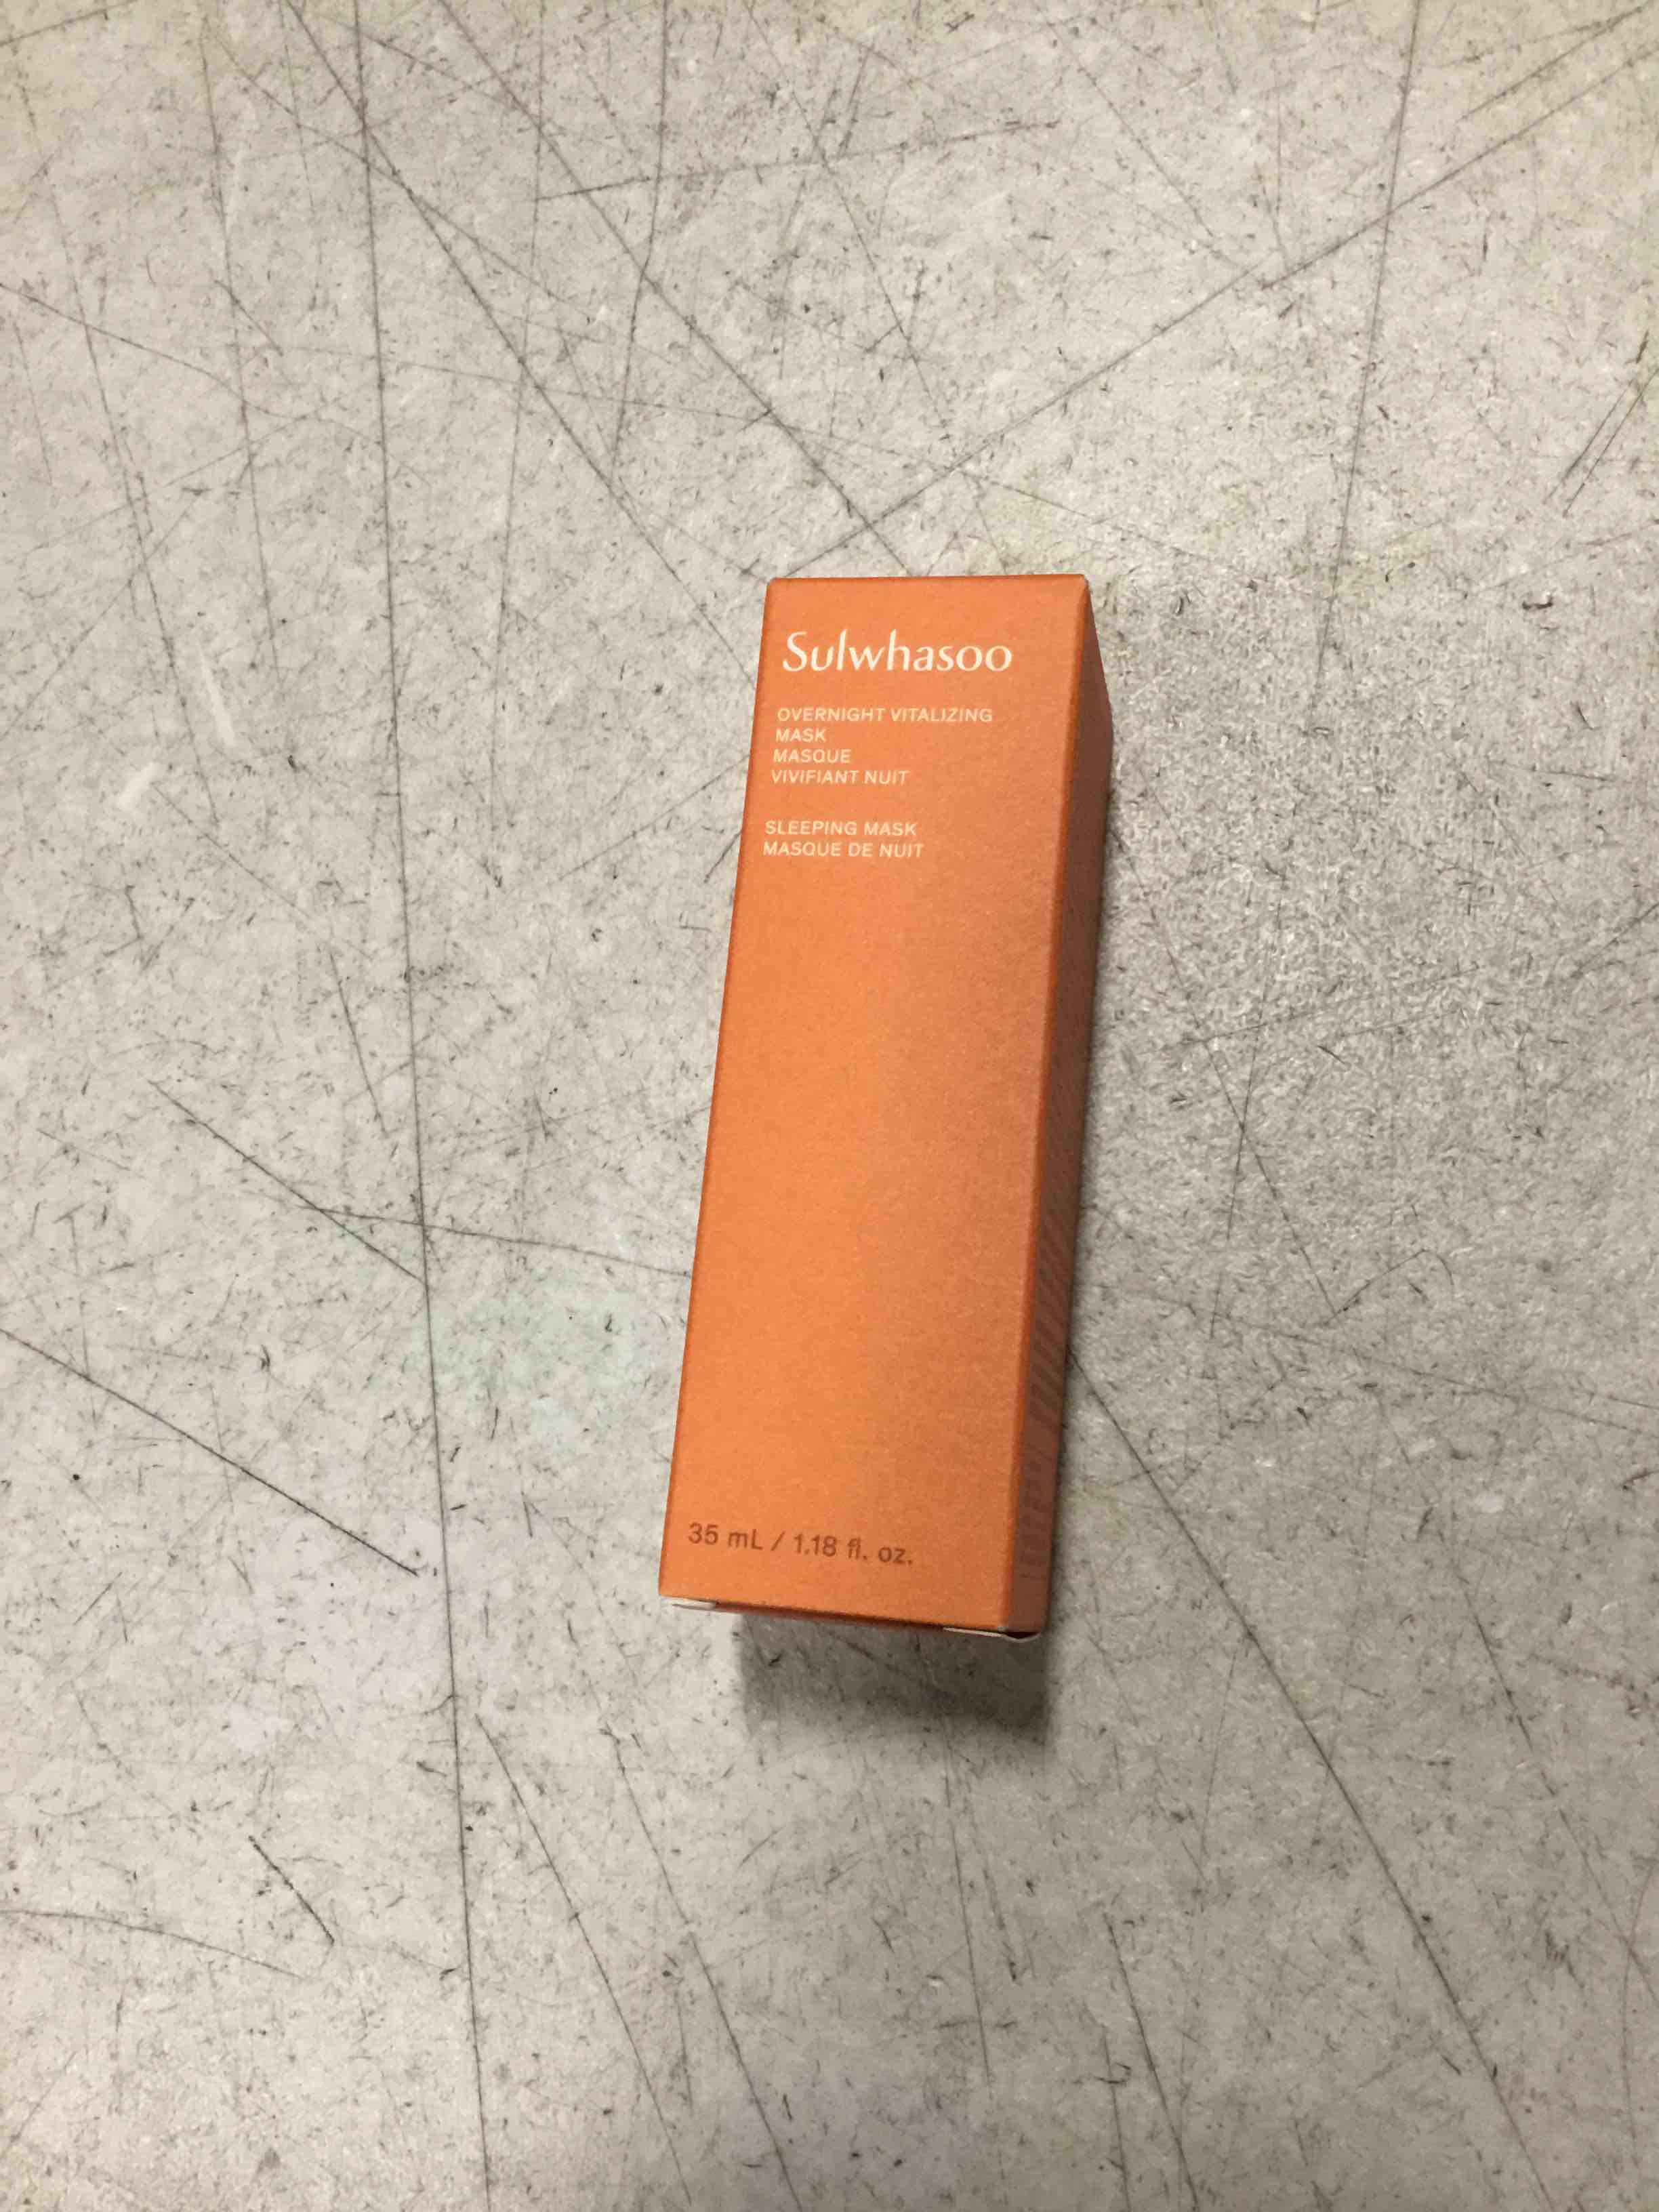 Sulwhasoo
OVERNIGHT VITALIZING
MASK
MASQUE
VIVIFIANT NUIT
SLEEPING MASK
MASQUE DE NUIT
35 mL / 1.18 fl. oz.